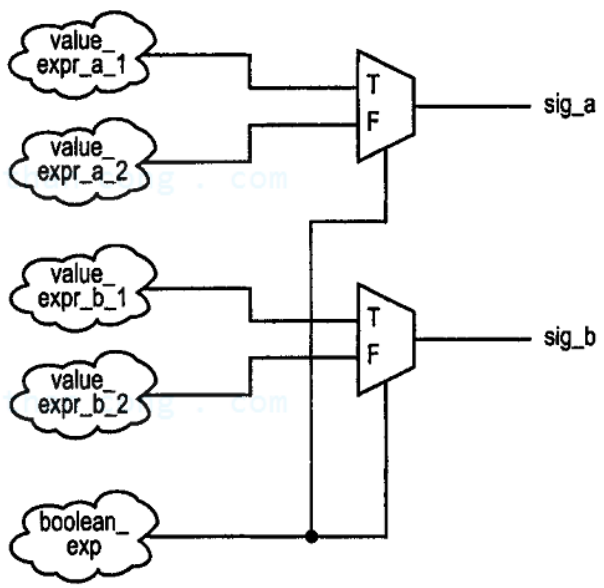 value_
expr_a_1
T
sig_a
F
value_
expr_a_2
value_
expr_b_1
T
sig_b
F
value_
expr_b_2
boolean_
exp